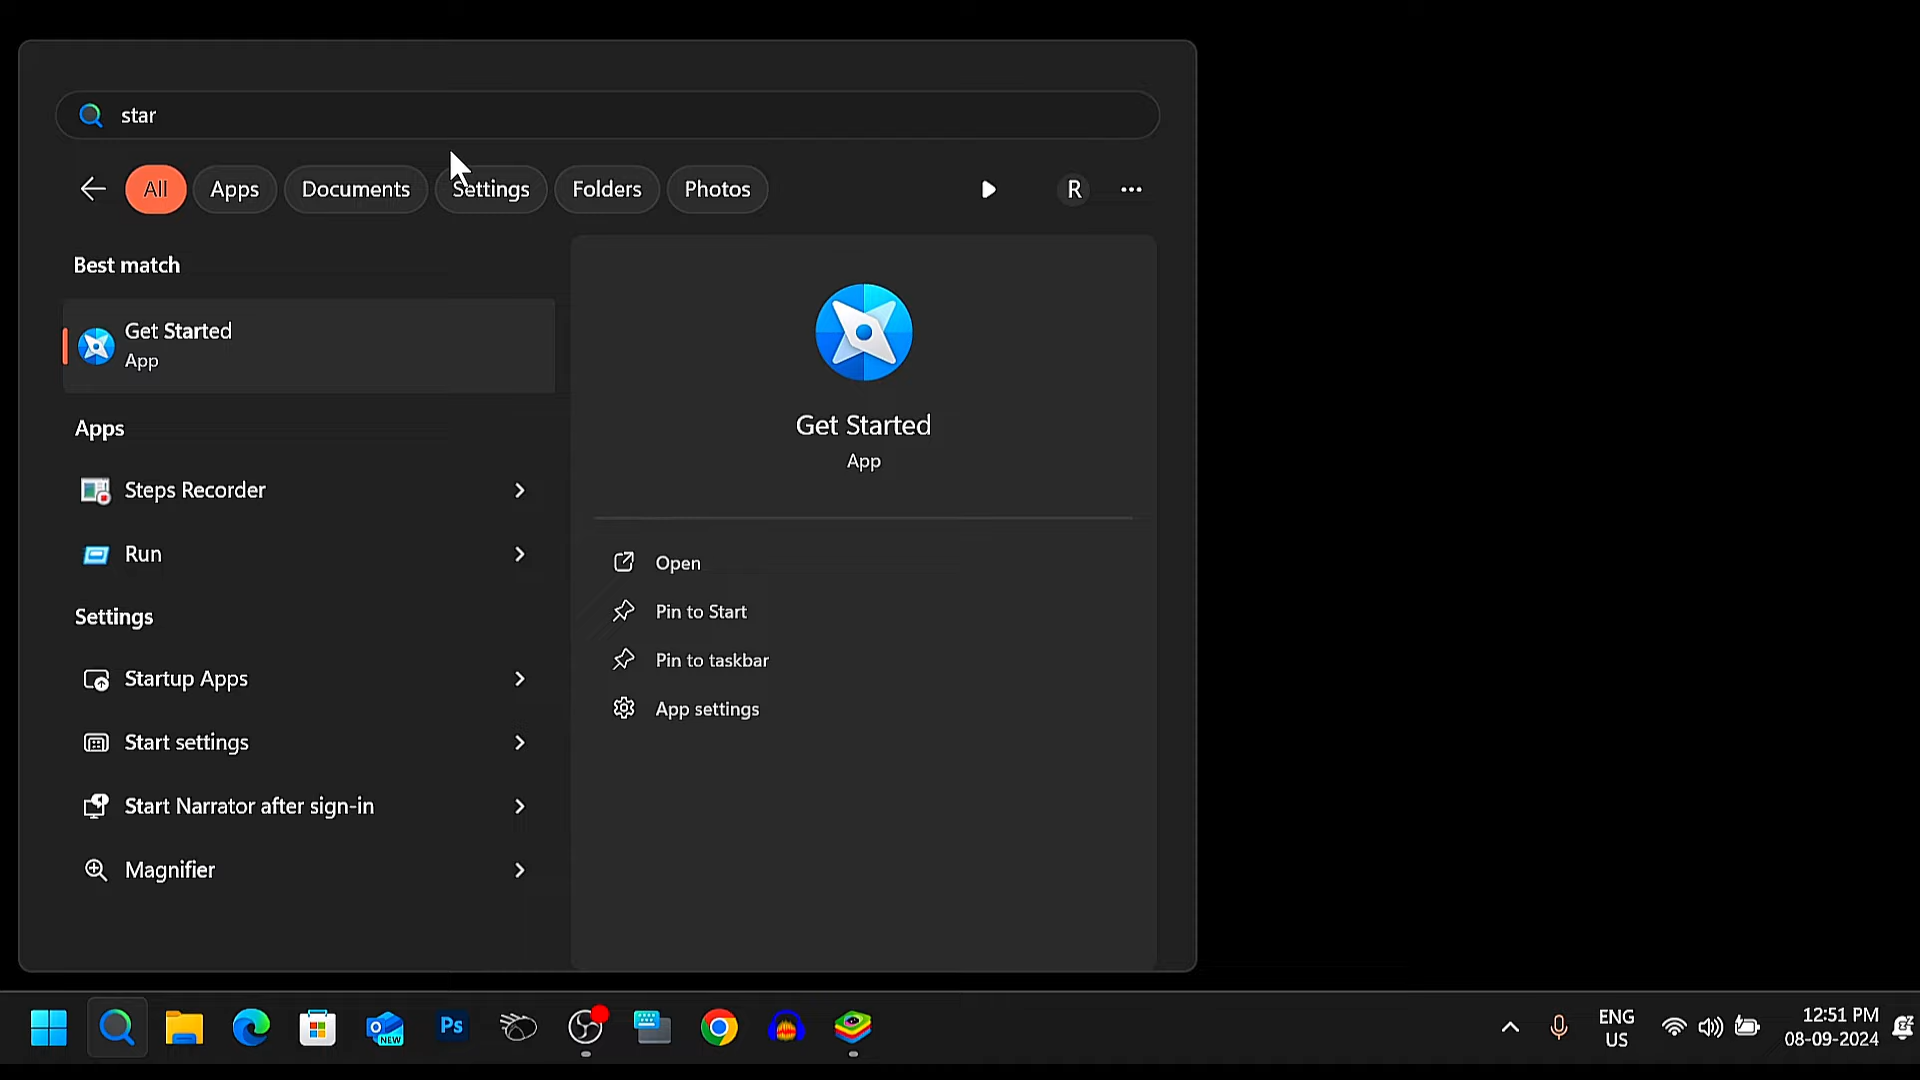 star
All
Apps
Documents
Settings
Folders
Photos
R
Best match
Get Started
App
Apps
Steps Recorder
Run
Settings
Startup Apps
Start settings
Start Narrator after sign-in
Magnifier
Get Started
App
Open
Pin to Start
Pin to taskbar
App settings
NEW
Ps
ENG
US
12:51 PM
08-09-2024